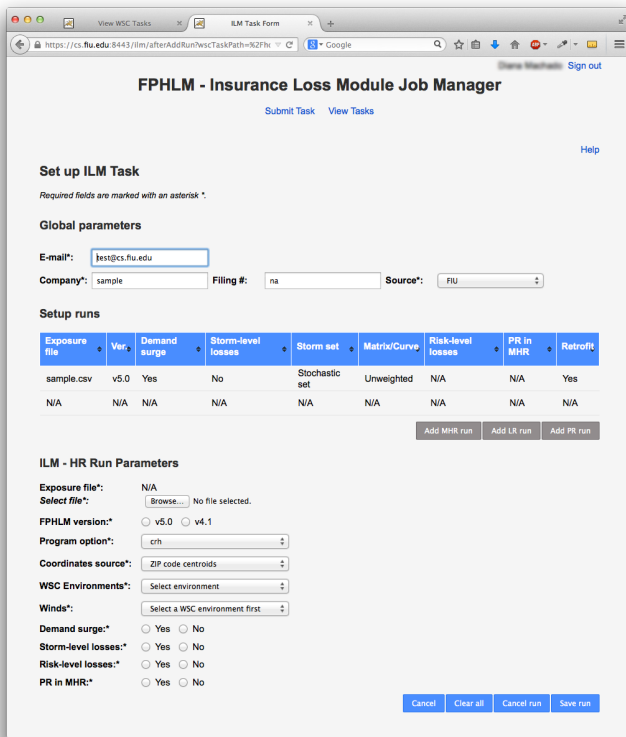 View WSC Tasks
ILM Task Form
https://cs.fiu.edu:8443/ilm/afterAddRun?wscTaskPath=%2Fh
Google
Sign out
FPHLM - Insurance Loss Module Job Manager
Submit Task View Tasks
Help
Set up ILM Task
Required fields are marked with an asterisk *.
Global parameters
E-mail*: test@cs.fiu.edu
Company*: sample Filing #: na Source*: FIU
Setup runs
Exposure file Ver. Demand surge Storm-level losses Storm set Matrix/Curve Risk-level losses PR in MHR Retrofit
sample.csv v5.0 Yes No Stochastic set Unweighted N/A N/A Yes
N/A N/A N/A N/A N/A N/A N/A N/A N/A
Add MHR run Add LR run Add PR run
ILM - HR Run Parameters
Exposure file*: N/A
Select file*: Browse... No file selected.
FPHLM version:* v5.0 v4.1
Program option*: crh
Coordinates source*: ZIP code centroids
WSC Environments*: Select environment
Winds*: Select a WSC environment first
Demand surge:* Yes No
Storm-level losses:* Yes No
Risk-level losses:* Yes No
PR in MHR:* Yes No
Cancel Clear all Cancel run Save run